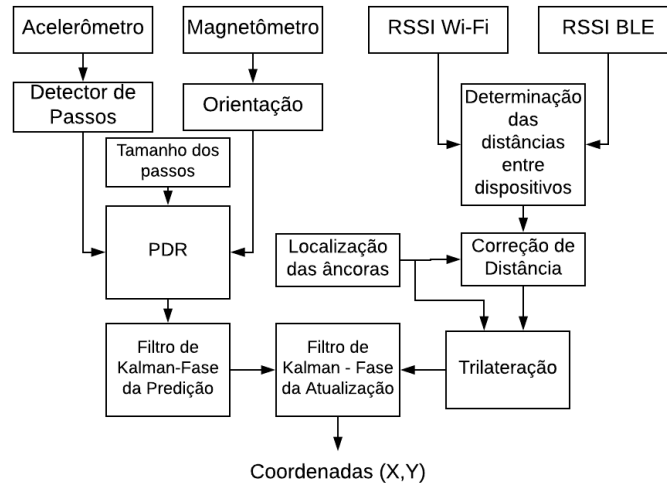 Acelerômetro
Magnetômetro
RSSI Wi-Fi
RSSI BLE
Detector de
Passos
Orientação
Determinação
das
distâncias
entre
dispositivos
Tamanho dos
passos
PDR
Localização
das âncoras
Correção de
Distância
Filtro de
Kalman-Fase
da Predição
Filtro de
Kalman - Fase
da Atualização
Trilateração
Coordenadas (X,Y)